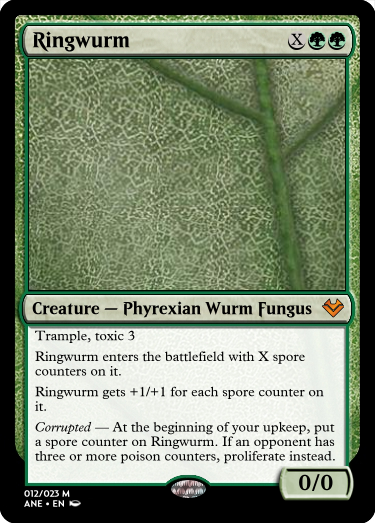 Ringwurm X
Creature — Phyrexian Wurm Fungus
Trample, toxic 3
Ringwurm enters the battlefield with X spore
counters on it.
Ringwurm gets +1/+1 for each spore counter on
it.
Corrupted — At the beginning of your upkeep, put
a spore counter on Ringwurm. If an opponent has
three or more poison counters, proliferate instead.
0/0
012/023 M
ANE • EN